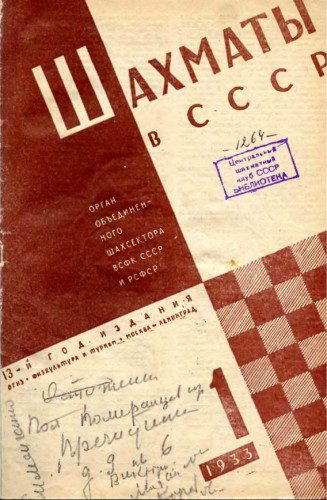 ШАХМАТЫ
В СССР
-1264-
Центральный
шахматный
клуб СССР
БИБЛИОТЕКА
ОРГАН
ОБЪЕДИНЕН-
НОГО
ШАХСЕКТОРА
ВСФК СССР
И РСФСР
13-Й ГОД ИЗДАНИЯ
ОГИЗ • ФИЗКУЛЬТУРА И ТУРИЗМ • МОСКВА - ЛЕНИНГРАД
1
1933